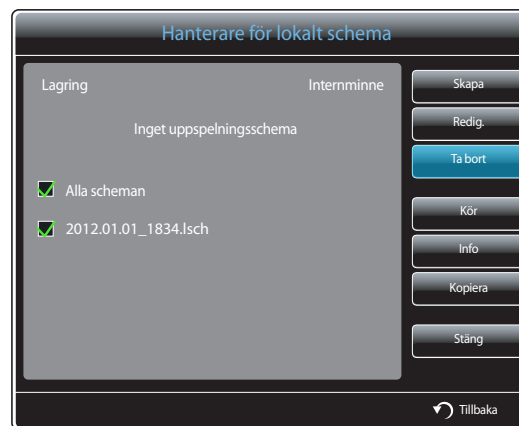 Hanterare för lokalt schema
Lagring Internminne
Inget uppspelningsschema
Alla scheman
2012.01.01_1834.lsch
Skapa
Redig.
Ta bort
Kör
Info
Kopiera
Stäng
Tillbaka